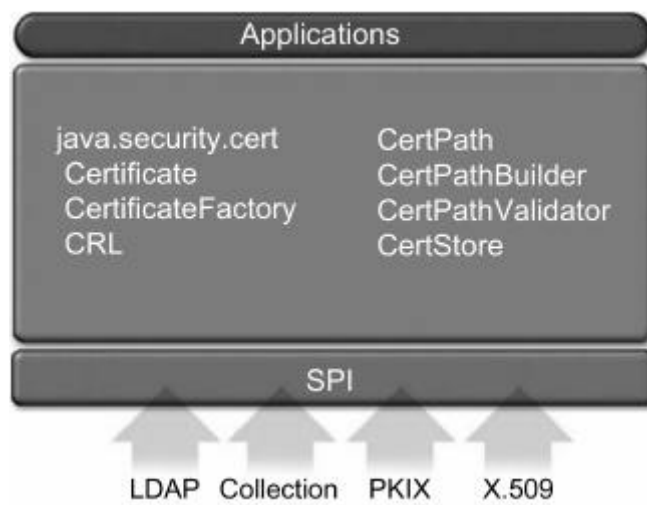 Applications
java.security.cert
Certificate
CertificateFactory
CRL
CertPath
CertPathBuilder
CertPathValidator
CertStore
SPI
LDAP Collection PKIX X.509